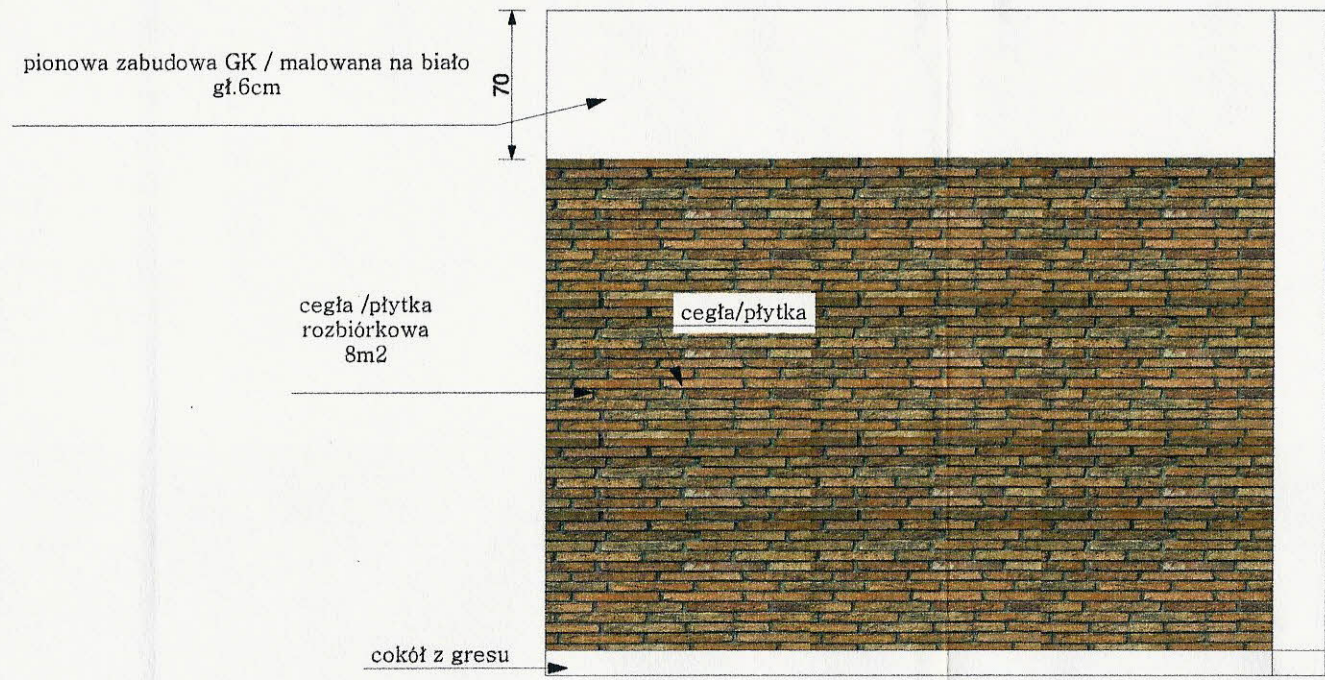 pionowa zabudowa GK / malowana na biało
gł.6cm
70
cegła /płytka
rozbiórkowa
8m2
cegła/płytka
cokół z gresu